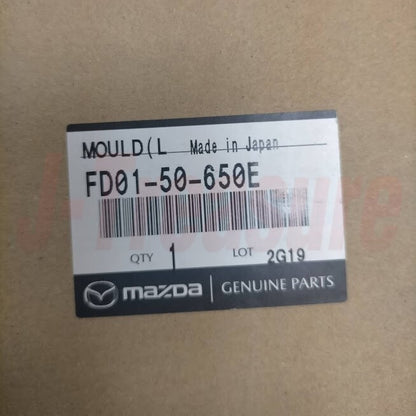 MOULD(L Made in Japan
FD01-50-650E
QTY 1 LOT 2G19
mazda GENUINE PARTS